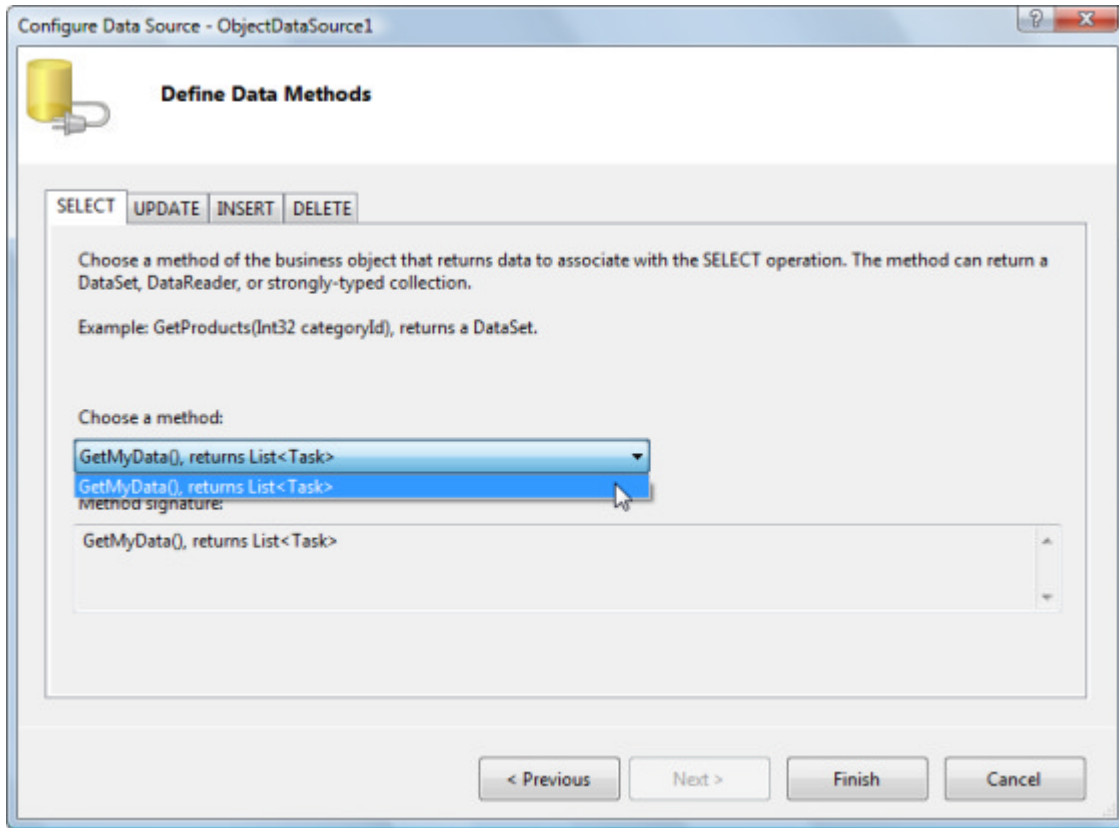 Configure Data Source - ObjectDataSource1
?
Define Data Methods
SELECT UPDATE INSERT DELETE
Choose a method of the business object that returns data to associate with the SELECT operation. The method can return a
DataSet, DataReader, or strongly-typed collection.
Example: GetProducts(Int32 categoryId), returns a DataSet.
Choose a method:
GetMyData(), returns List<Task>
GetMyData(), returns List<Task>
Method signature:
GetMyData(), returns List<Task>
< Previous Next > Finish Cancel